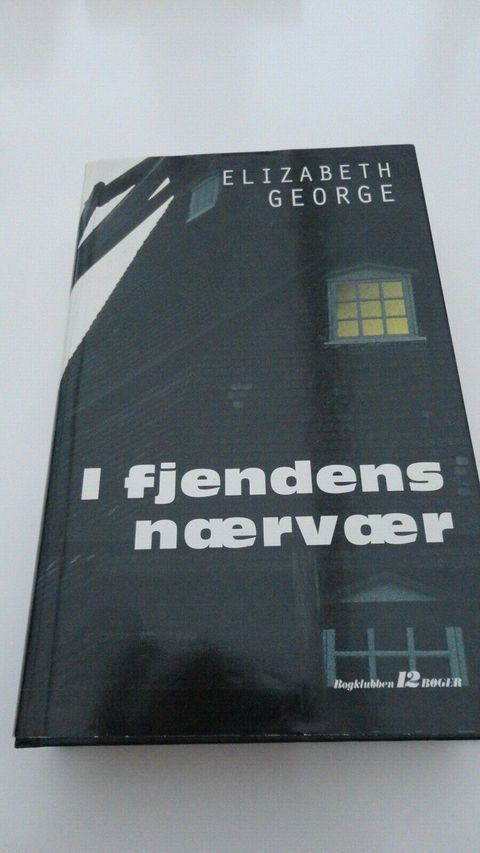 ELIZABETH
GEORGE
I fjendens
nærvær
Bogklubben 12 BØGER